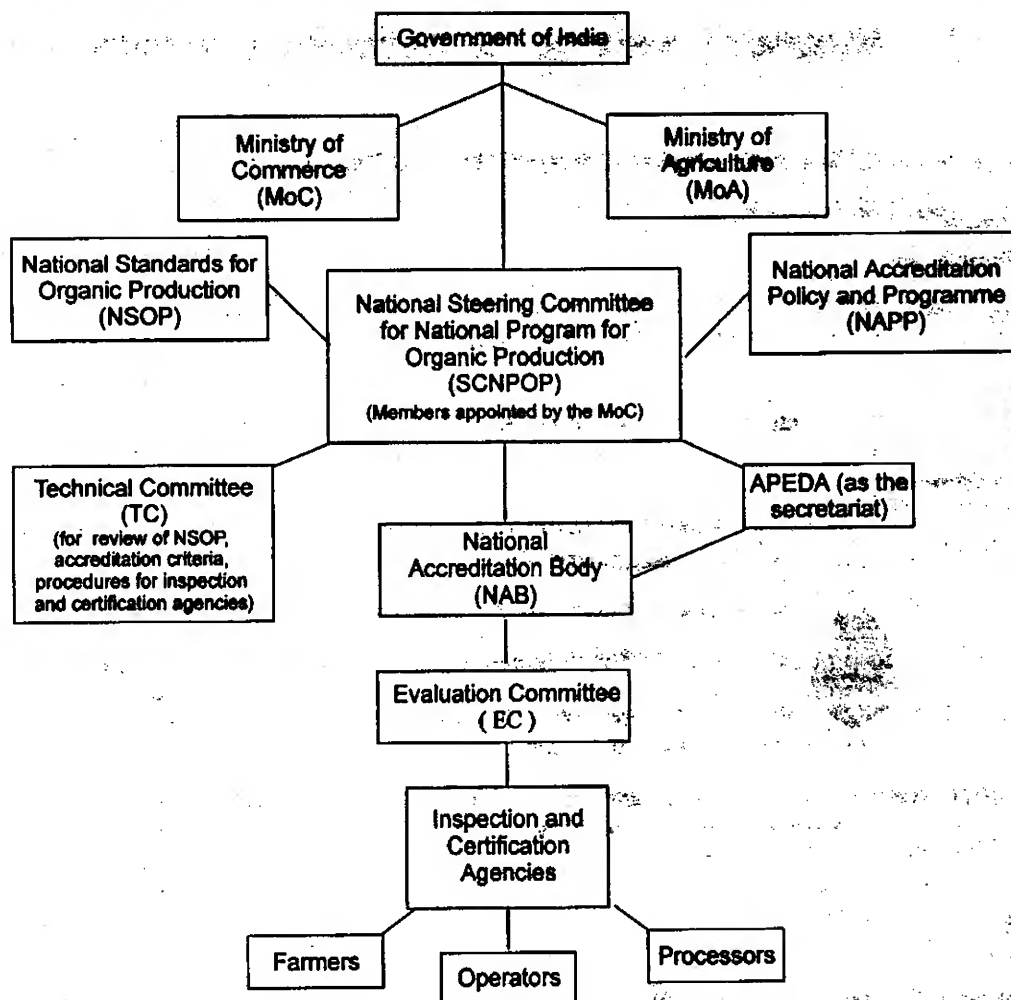 Government of India
Ministry of
Commerce
(MoC)
Ministry of
Agriculture
(MoA)
National Standards for
Organic Production
(NSOP)
National Steering Committee
for National Program for
Organic Production
(SCNPOP)
(Members appointed by the MoC)
National Accreditation
Policy and Programme
(NAPP)
Technical Committee
(TC)
(for review of NSOP,
accreditation criteria,
procedures for inspection
and certification agencies)
National
Accreditation Body
(NAB)
APEDA (as the
secretariat)
Evaluation Committee
( EC )
Inspection and
Certification
Agencies
Farmers
Operators
Processors